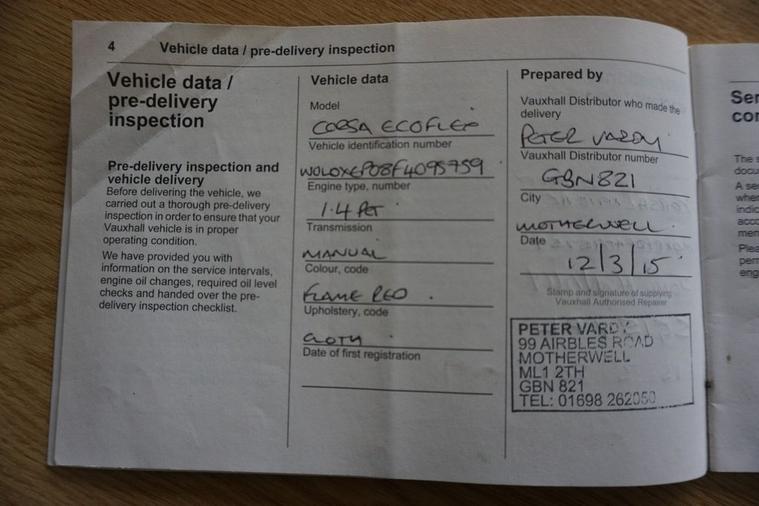 4 Vehicle data / pre-delivery inspection
Vehicle data /
pre-delivery
inspection
Pre-delivery inspection and
vehicle delivery
Before delivering the vehicle, we
carried out a thorough pre-delivery
inspection in order to ensure that your
Vauxhall vehicle is in proper
operating condition.
We have provided you with
information on the service intervals,
engine oil changes, required oil level
checks and handed over the pre-
delivery inspection checklist.
Vehicle data
Model
CORSA ECOFLEX
Vehicle identification number
W0L0XEP08F4095759
Engine type, number
1.4 PET
Transmission
MANUAL
Colour, code
FLAME RED
Upholstery, code
CLOTH
Date of first registration
Prepared by
Vauxhall Distributor who made the
delivery
PETER VARDY
Vauxhall Distributor number
GBN821
City
MOTHERWELL
Date
12/3/15
Stamp and signature of supplying
Vauxhall Authorised Repairer
PETER VARDY
99 AIRBLES ROAD
MOTHERWELL
ML1 2TH
GBN 821
TEL: 01698 262050
Ser
The s
A se
Plea